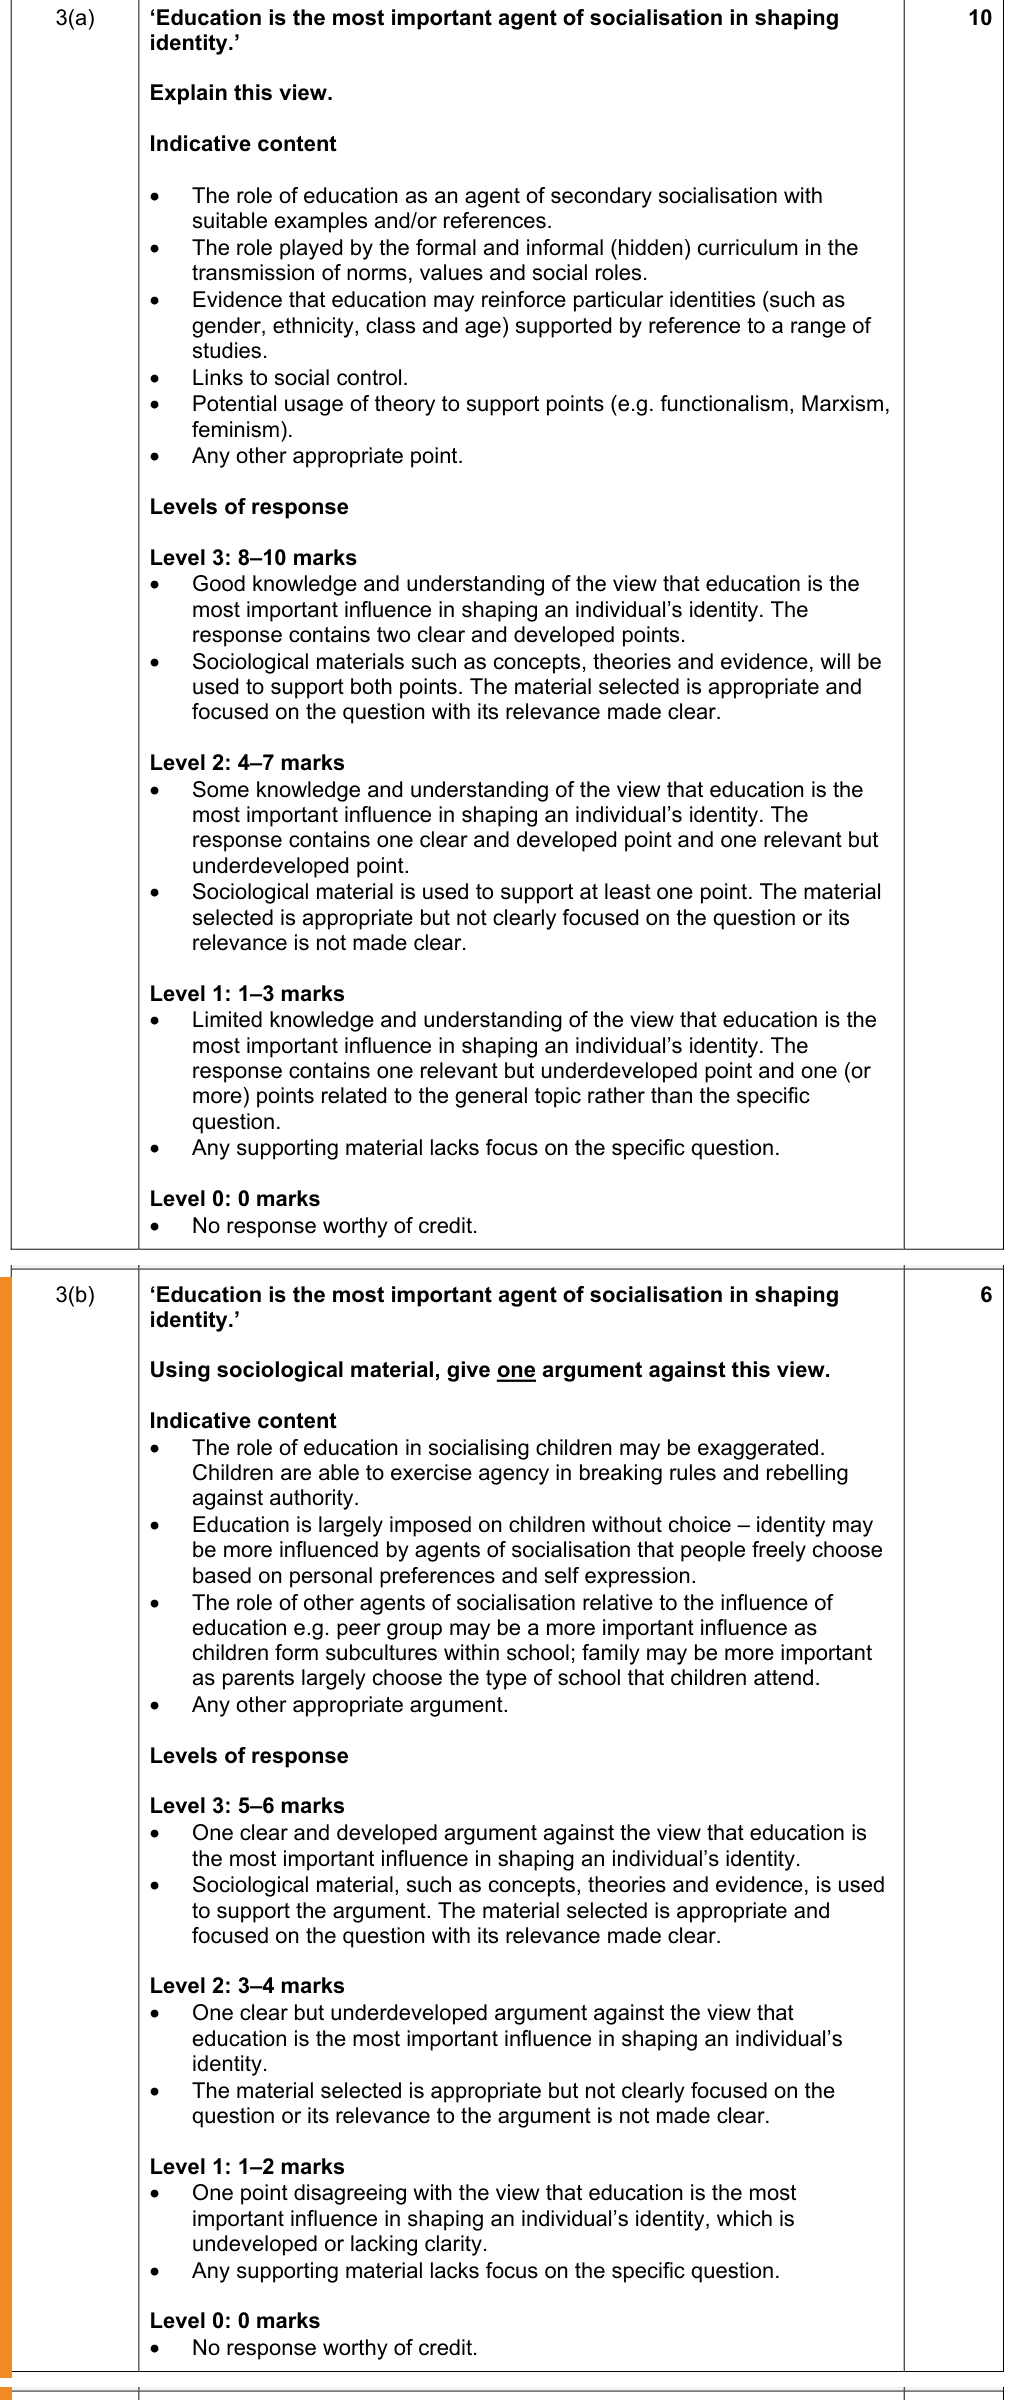 3(a)
‘Education is the most important agent of socialisation in shaping
identity.’
10
Explain this view.
Indicative content
• The role of education as an agent of secondary socialisation with
suitable examples and/or references.
• The role played by the formal and informal (hidden) curriculum in the
transmission of norms, values and social roles.
• Evidence that education may reinforce particular identities (such as
gender, ethnicity, class and age) supported by reference to a range of
studies.
• Links to social control.
• Potential usage of theory to support points (e.g. functionalism, Marxism,
feminism).
• Any other appropriate point.
Levels of response
Level 3: 8–10 marks
• Good knowledge and understanding of the view that education is the
most important influence in shaping an individual’s identity. The
response contains two clear and developed points.
• Sociological materials such as concepts, theories and evidence, will be
used to support both points. The material selected is appropriate and
focused on the question with its relevance made clear.
Level 2: 4–7 marks
• Some knowledge and understanding of the view that education is the
most important influence in shaping an individual’s identity. The
response contains one clear and developed point and one relevant but
underdeveloped point.
• Sociological material is used to support at least one point. The material
selected is appropriate but not clearly focused on the question or its
relevance is not made clear.
Level 1: 1–3 marks
• Limited knowledge and understanding of the view that education is the
most important influence in shaping an individual’s identity. The
response contains one relevant but underdeveloped point and one (or
more) points related to the general topic rather than the specific
question.
• Any supporting material lacks focus on the specific question.
Level 0: 0 marks
• No response worthy of credit.
3(b)
‘Education is the most important agent of socialisation in shaping
identity.’
6
Using sociological material, give one argument against this view.
Indicative content
• The role of education in socialising children may be exaggerated.
Children are able to exercise agency in breaking rules and rebelling
against authority.
• Education is largely imposed on children without choice – identity may
be more influenced by agents of socialisation that people freely choose
based on personal preferences and self expression.
• The role of other agents of socialisation relative to the influence of
education e.g. peer group may be a more important influence as
children form subcultures within school; family may be more important
as parents largely choose the type of school that children attend.
• Any other appropriate argument.
Levels of response
Level 3: 5–6 marks
• One clear and developed argument against the view that education is
the most important influence in shaping an individual’s identity.
• Sociological material, such as concepts, theories and evidence, is used
to support the argument. The material selected is appropriate and
focused on the question with its relevance made clear.
Level 2: 3–4 marks
• One clear but underdeveloped argument against the view that
education is the most important influence in shaping an individual’s
identity.
• The material selected is appropriate but not clearly focused on the
question or its relevance to the argument is not made clear.
Level 1: 1–2 marks
• One point disagreeing with the view that education is the most
important influence in shaping an individual’s identity, which is
undeveloped or lacking clarity.
• Any supporting material lacks focus on the specific question.
Level 0: 0 marks
• No response worthy of credit.